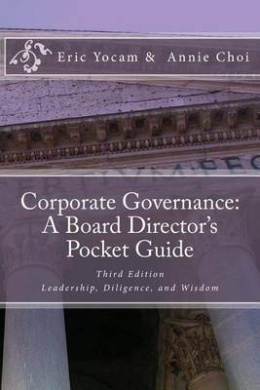 Eric Yocam & Annie Choi
Corporate Governance:
A Board Director's
Pocket Guide
Third Edition
Leadership, Diligence, and Wisdom